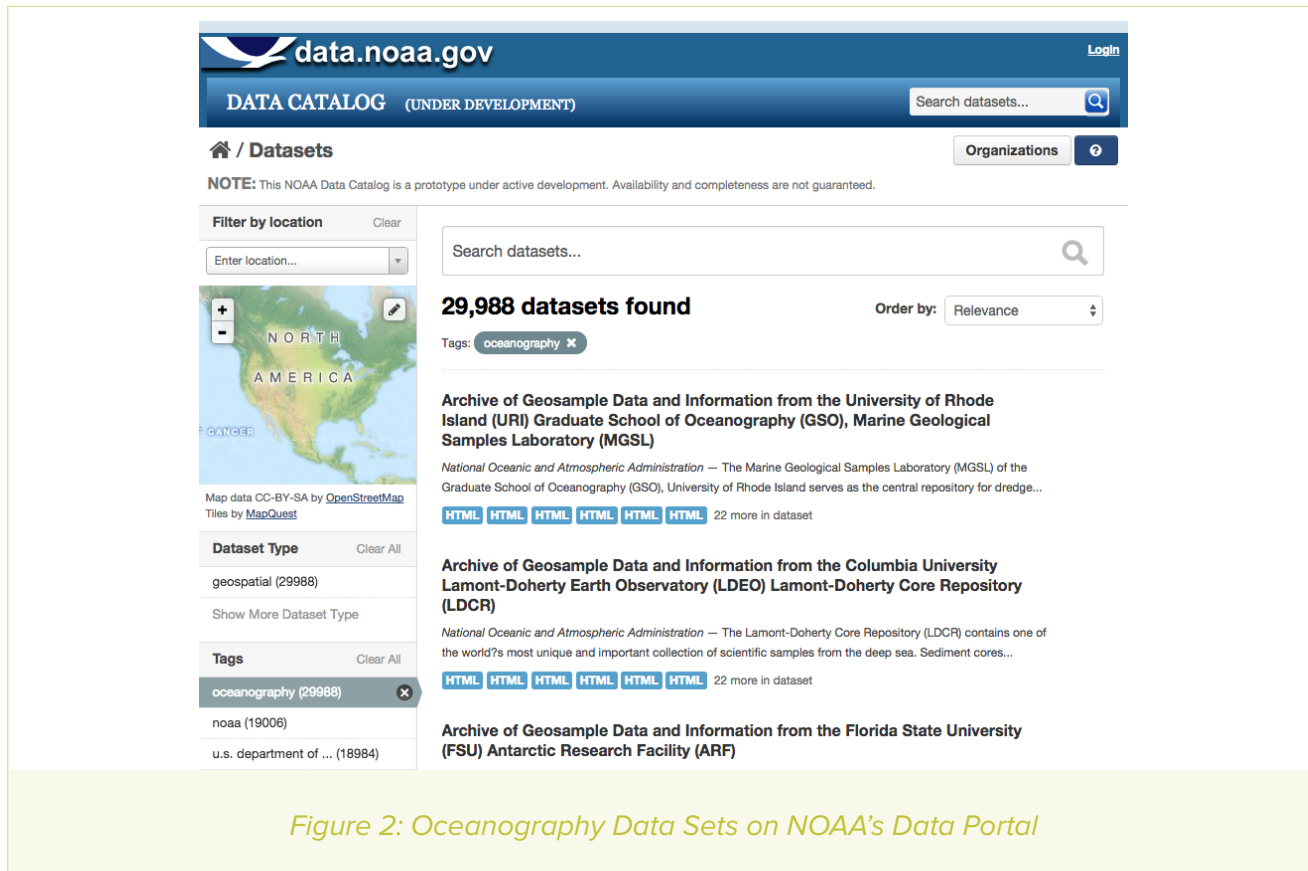 data.noaa.gov
Login
DATA CATALOG (UNDER DEVELOPMENT)
Search datasets...
/ Datasets
Organizations
?
NOTE: This NOAA Data Catalog is a prototype under active development. Availability and completeness are not guaranteed.
Filter by location Clear
Enter location...
+
-
NORTH
AMERICA
CANCER
Map data CC-BY-SA by OpenStreetMap
Tiles by MapQuest
Dataset Type Clear All
geospatial (29988)
Show More Dataset Type
Tags Clear All
oceanography (29988)
noaa (19006)
u.s. department of ... (18984)
Search datasets...
29,988 datasets found
Order by: Relevance
Tags: oceanography ✖
Archive of Geosample Data and Information from the University of Rhode
Island (URI) Graduate School of Oceanography (GSO), Marine Geological
Samples Laboratory (MGSL)
National Oceanic and Atmospheric Administration — The Marine Geological Samples Laboratory (MGSL) of the
Graduate School of Oceanography (GSO), University of Rhode Island serves as the central repository for dredge...
HTML HTML HTML HTML HTML HTML 22 more in dataset
Archive of Geosample Data and Information from the Columbia University
Lamont-Doherty Earth Observatory (LDEO) Lamont-Doherty Core Repository
(LDCR)
National Oceanic and Atmospheric Administration — The Lamont-Doherty Core Repository (LDCR) contains one of
the world?s most unique and important collection of scientific samples from the deep sea. Sediment cores...
HTML HTML HTML HTML HTML HTML 22 more in dataset
Archive of Geosample Data and Information from the Florida State University
(FSU) Antarctic Research Facility (ARF)
Figure 2: Oceanography Data Sets on NOAA's Data Portal